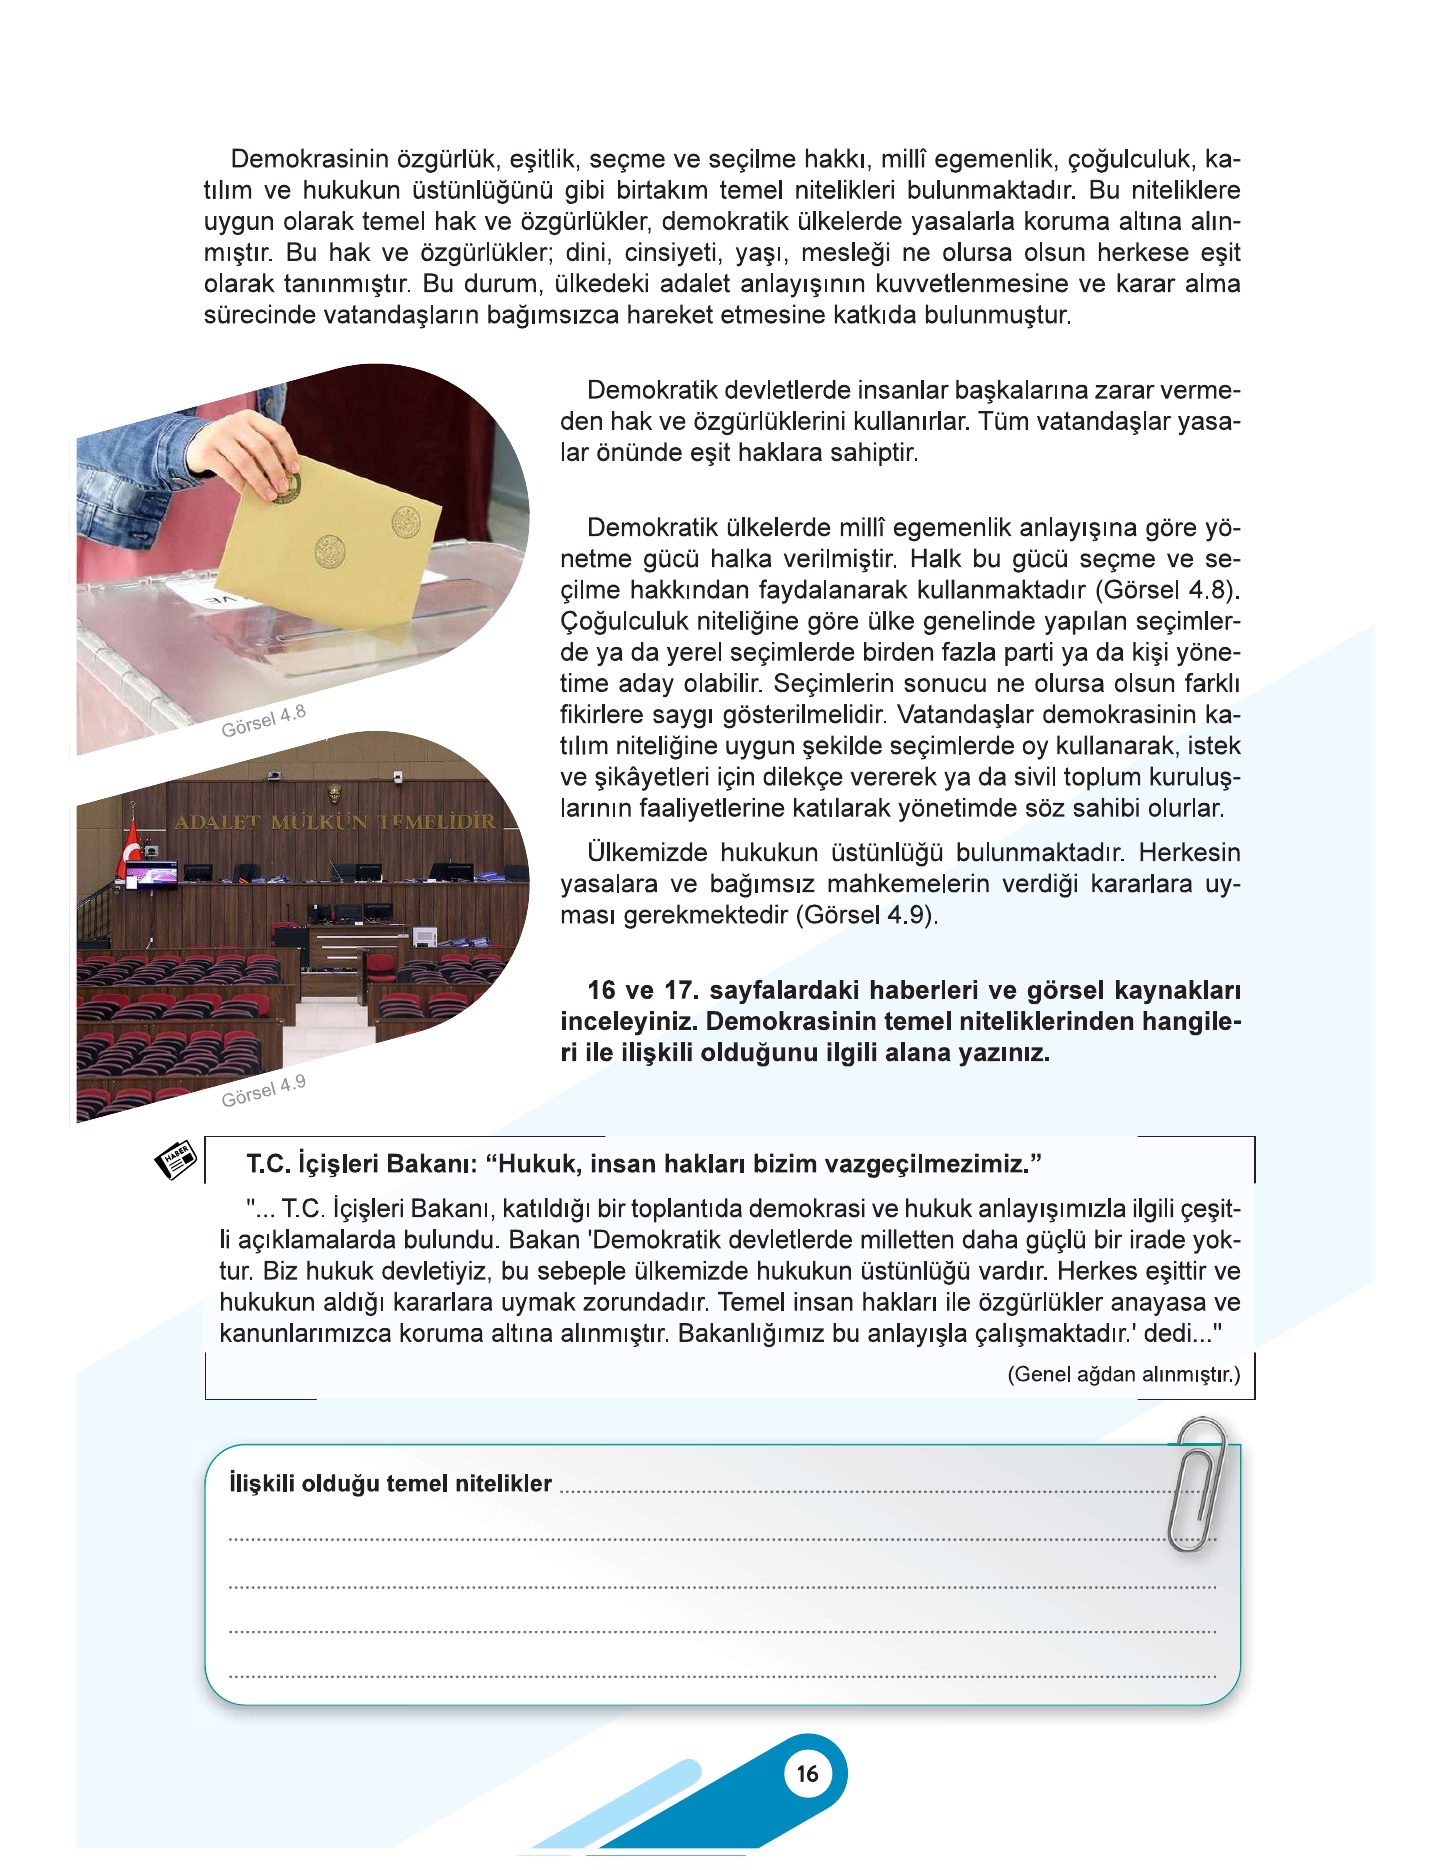 Demokrasinin özgürlük, eşitlik, seçme ve seçilme hakkı, millî egemenlik, çoğulculuk, ka-
tılım ve hukukun üstünlüğünü gibi birtakım temel nitelikleri bulunmaktadır. Bu niteliklere
uygun olarak temel hak ve özgürlükler, demokratik ülkelerde yasalarla koruma altına alın-
mıştır. Bu hak ve özgürlükler; dini, cinsiyeti, yaşı, mesleği ne olursa olsun herkese eşit
olarak tanınmıştır. Bu durum, ülkedeki adalet anlayışının kuvvetlenmesine ve karar alma
sürecinde vatandaşların bağımsızca hareket etmesine katkıda bulunmuştur.
Demokratik devletlerde insanlar başkalarına zarar verme-
den hak ve özgürlüklerini kullanırlar. Tüm vatandaşlar yasa-
lar önünde eşit haklara sahiptir.
Demokratik ülkelerde millî egemenlik anlayışına göre yö-
netme gücü halka verilmiştir. Halk bu gücü seçme ve se-
çilme hakkından faydalanarak kullanmaktadır (Görsel 4.8).
Çoğulculuk niteliğine göre ülke genelinde yapılan seçimler-
de ya da yerel seçimlerde birden fazla parti ya da kişi yöne-
time aday olabilir. Seçimlerin sonucu ne olursa olsun farklı
fikirlere saygı gösterilmelidir. Vatandaşlar demokrasinin ka-
tılım niteliğine uygun şekilde seçimlerde oy kullanarak, istek
ve şikâyetleri için dilekçe vererek ya da sivil toplum kuruluş-
larının faaliyetlerine katılarak yönetimde söz sahibi olurlar.
Görsel 4.8
ADALET MÜLKÜN TEMELİDİR
Görsel 4.9
Ülkemizde hukukun üstünlüğü bulunmaktadır. Herkesin
yasalara ve bağımsız mahkemelerin verdiği kararlara uy-
ması gerekmektedir (Görsel 4.9).
16 ve 17. sayfalardaki haberleri ve görsel kaynakları
inceleyiniz. Demokrasinin temel niteliklerinden hangile-
ri ile ilişkili olduğunu ilgili alana yazınız.
HABER
T.C. İçişleri Bakanı: “Hukuk, insan hakları bizim vazgeçilmezimiz.”
"... T.C. İçişleri Bakanı, katıldığı bir toplantıda demokrasi ve hukuk anlayışımızla ilgili çeşit-
li açıklamalarda bulundu. Bakan 'Demokratik devletlerde milletten daha güçlü bir irade yok-
tur. Biz hukuk devletiyiz, bu sebeple ülkemizde hukukun üstünlüğü vardır. Herkes eşittir ve
hukukun aldığı kararlara uymak zorundadır. Temel insan hakları ile özgürlükler anayasa ve
kanunlarımızca koruma altına alınmıştır. Bakanlığımız bu anlayışla çalışmaktadır.' dedi..."
(Genel ağdan alınmıştır.)
İlişkili olduğu temel nitelikler
16